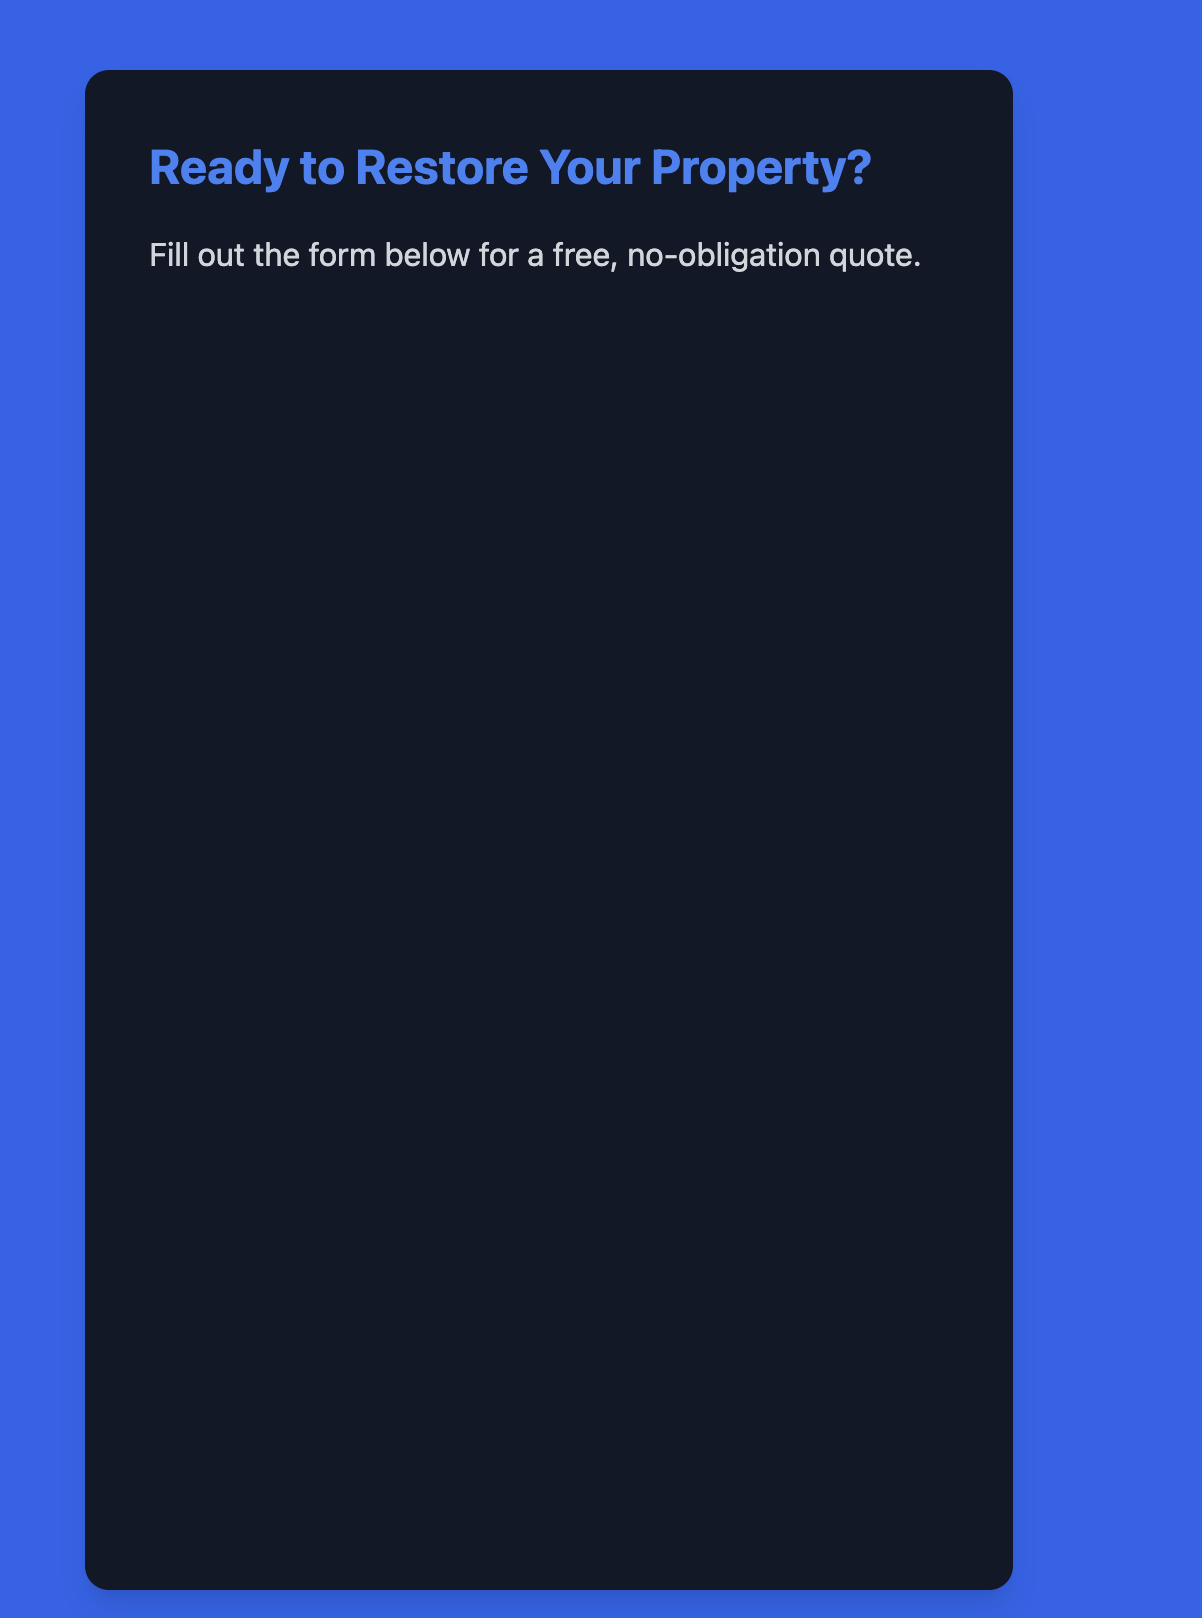 Ready to Restore Your Property?
Fill out the form below for a free, no-obligation quote.